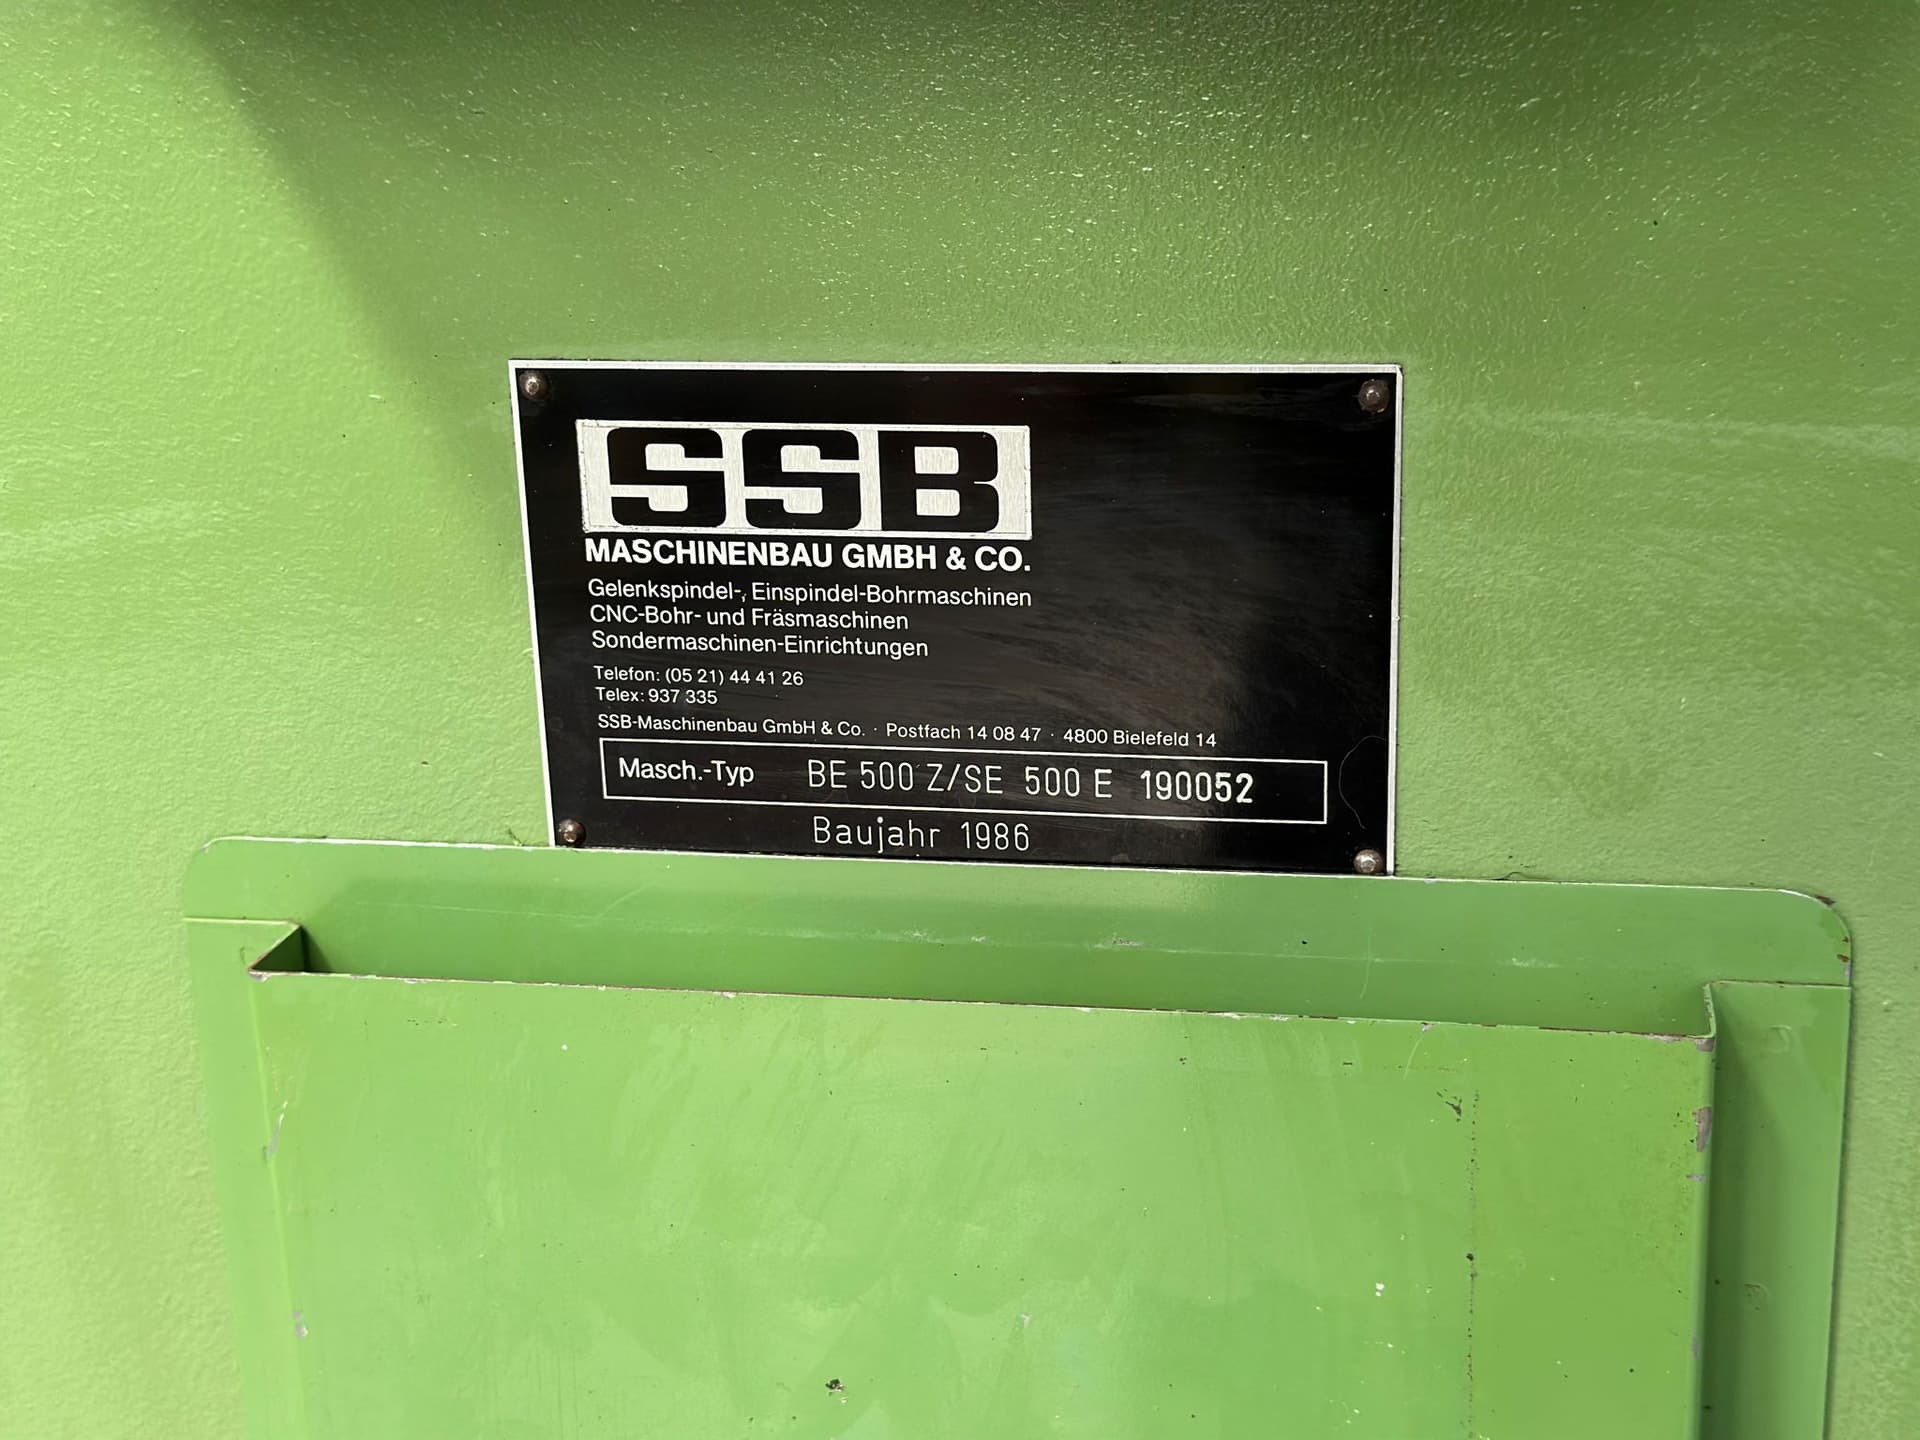 SSB
MASCHINENBAU GMBH & CO.
Gelenkspindel-, Einspindel-Bohrmaschinen
CNC-Bohr- und Fräsmaschinen
Sondermaschinen-Einrichtungen
Telefon: (05 21) 44 41 26
Telex: 937 335
SSB-Maschinenbau GmbH & Co. · Postfach 14 08 47 · 4800 Bielefeld 14
Masch.-Typ BE 500 Z/SE 500 E 190052
Baujahr 1986